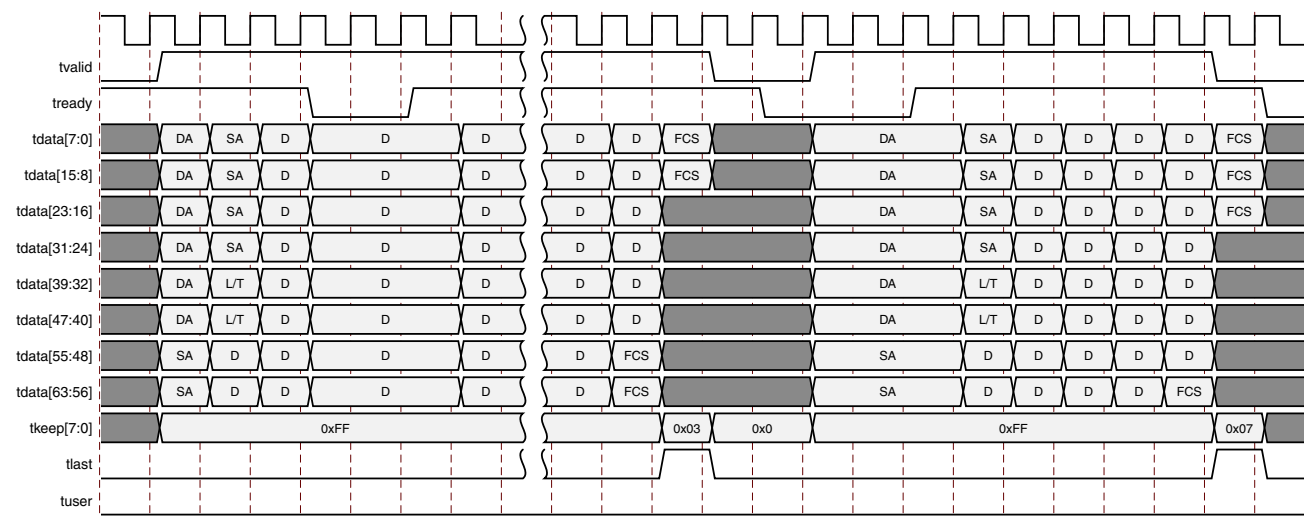 tvalid
tready
tdata[7:0] DA SA D D D D D FCS DA SA D D D D FCS
tdata[15:8] DA SA D D D D D FCS DA SA D D D D FCS
tdata[23:16] DA SA D D D D D DA SA D D D D FCS
tdata[31:24] DA SA D D D D D DA SA D D D D
tdata[39:32] DA L/T D D D D D DA L/T D D D D
tdata[47:40] DA L/T D D D D D DA L/T D D D D
tdata[55:48] SA D D D D D FCS SA D D D D D
tdata[63:56] SA D D D D D FCS SA D D D D FCS
tkeep[7:0] 0xFF 0x03 0x0 0xFF 0x07
tlast
tuser